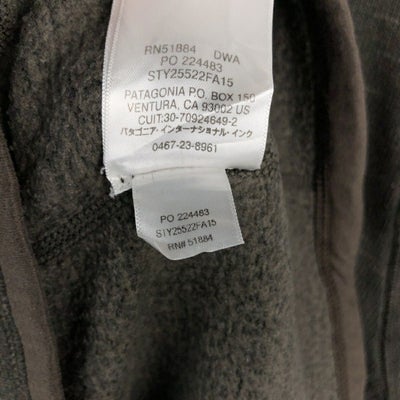 RN51884 DWA
PO 224483
STY25522FA15
PATAGONIA P.O. BOX 150
VENTURA, CA 93002 US
CUIT:30-70924649-2
パタゴニア・インターナショナル・インク
0467-23-8961
PO 224483
STY25522FA15
RN# 51884